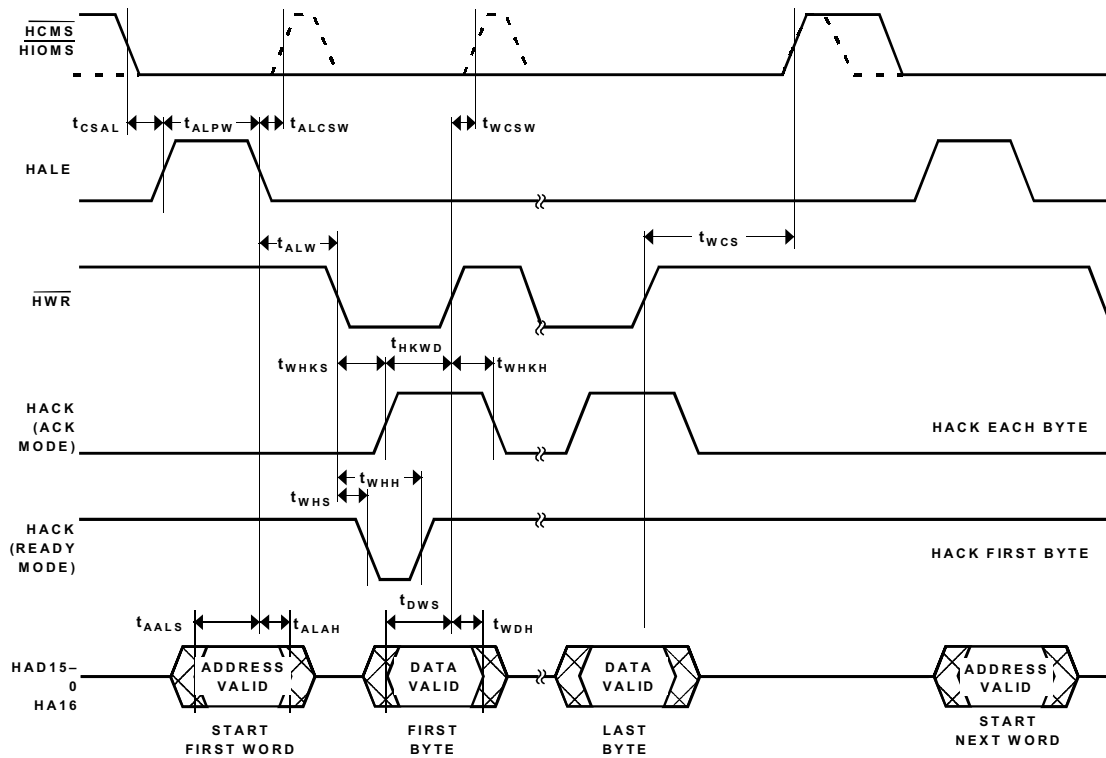 HCMS
HIOMS
tCSAL tALPW tALCSW tWCSW
HALE
tALW tWCS
HWR
tHKWD
tWHKS tWHKH
HACK
(ACK
MODE)
HACK EACH BYTE
tWHH
tWHS
HACK
(READY
MODE)
HACK FIRST BYTE
tDWS
tAALS tALAH tWDH
HAD15–
0
HA16
ADDRESS
VALID
DATA
VALID
DATA
VALID
ADDRESS
VALID
START
FIRST WORD
FIRST
BYTE
LAST
BYTE
START
NEXT WORD